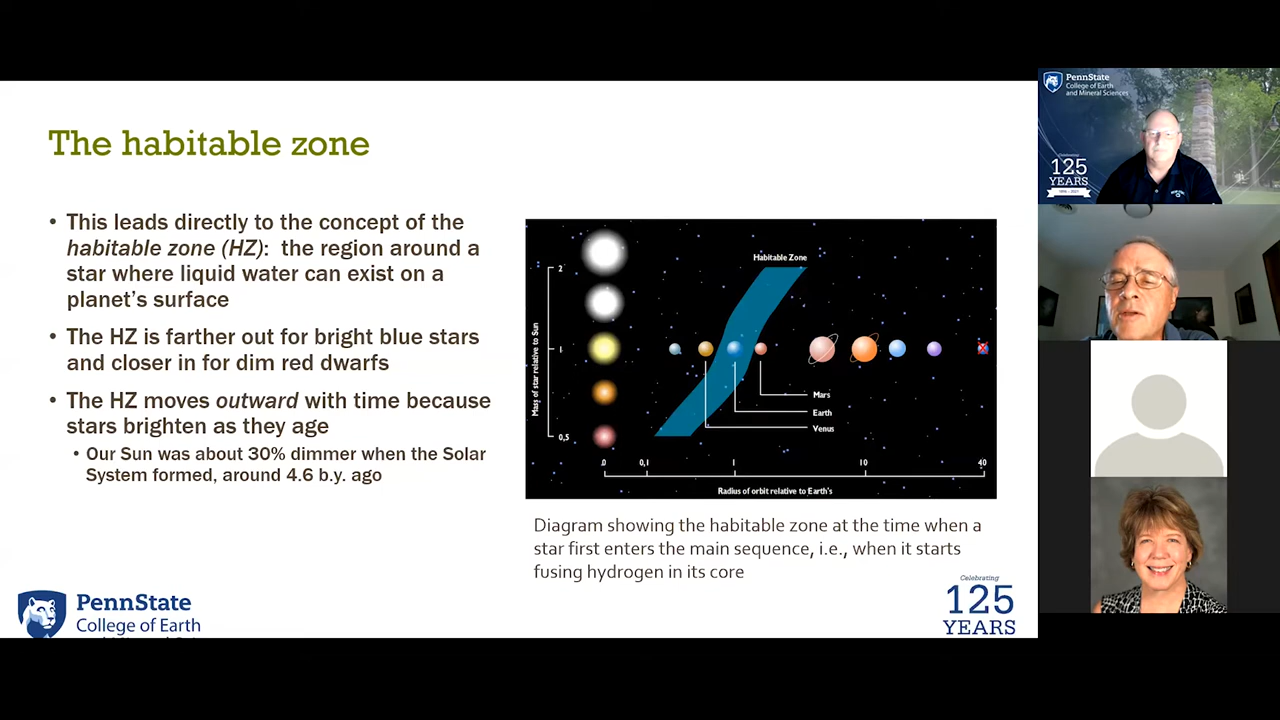 The habitable zone
• This leads directly to the concept of the
habitable zone (HZ): the region around a
star where liquid water can exist on a
planet's surface
• The HZ is farther out for bright blue stars
and closer in for dim red dwarfs
• The HZ moves outward with time because
stars brighten as they age
• Our Sun was about 30% dimmer when the Solar
System formed, around 4.6 b.y. ago
Habitable Zone
Mass of star relative to Sun
2
1
0,5
Mars
Earth
Venus
0
0,1
1
10
40
Radius of orbit relative to Earth's
Diagram showing the habitable zone at the time when a
star first enters the main sequence, i.e., when it starts
fusing hydrogen in its core
PennState
College of Earth
Celebrating
125
YEARS
PennState
College of Earth
and Mineral Sciences
Celebrating
125
YEARS